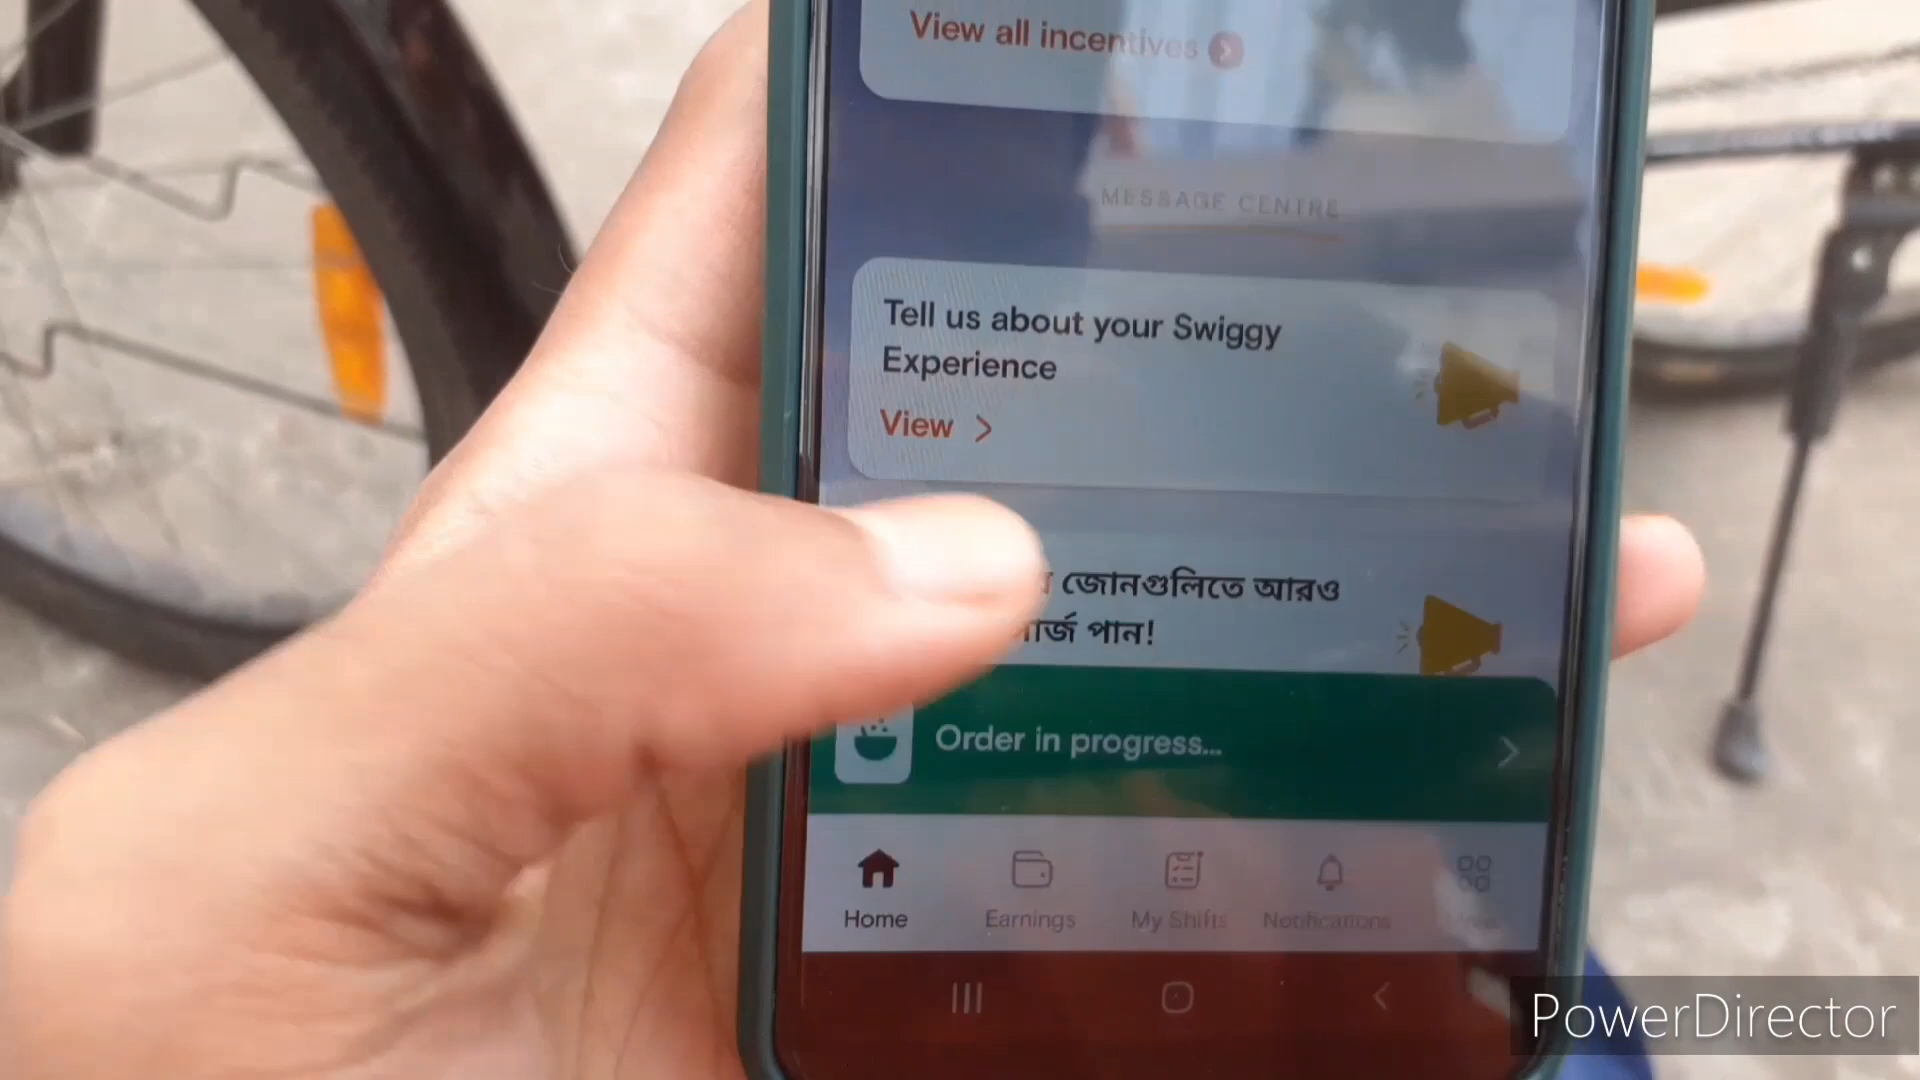 View all incentives
MESSAGE CENTRE
Tell us about your Swiggy
Experience
View >
জোনগুলিতে আরও
পান!
Order in progress...
Home
Earnings
My Shifts
Notifications
PowerDirector